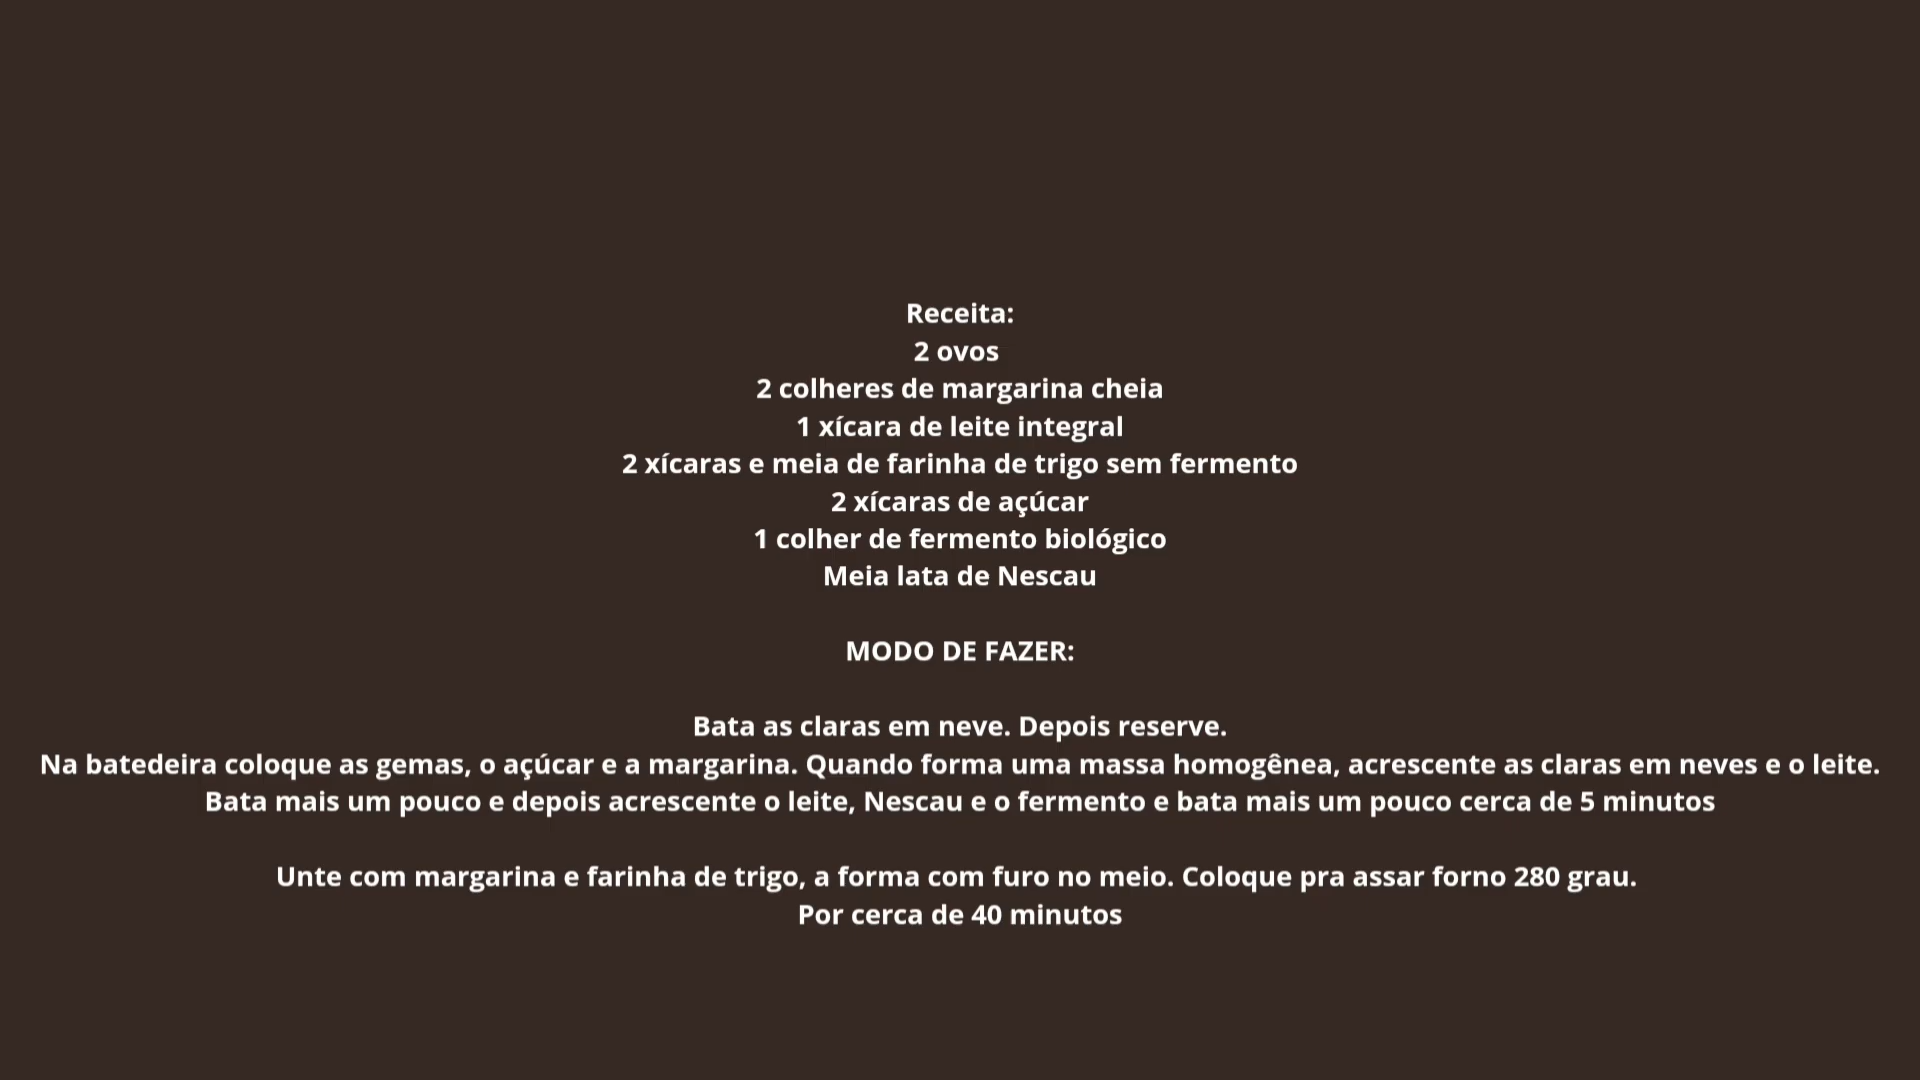 Receita:
2 ovos
2 colheres de margarina cheia
1 xícara de leite integral
2 xícaras e meia de farinha de trigo sem fermento
2 xícaras de açúcar
1 colher de fermento biológico
Meia lata de Nescau
MODO DE FAZER:
Bata as claras em neve. Depois reserve.
Na batedeira coloque as gemas, o açúcar e a margarina. Quando forma uma massa homogênea, acrescente as claras em neves e o leite.
Bata mais um pouco e depois acrescente o leite, Nescau e o fermento e bata mais um pouco cerca de 5 minutos
Unte com margarina e farinha de trigo, a forma com furo no meio. Coloque pra assar forno 280 grau.
Por cerca de 40 minutos